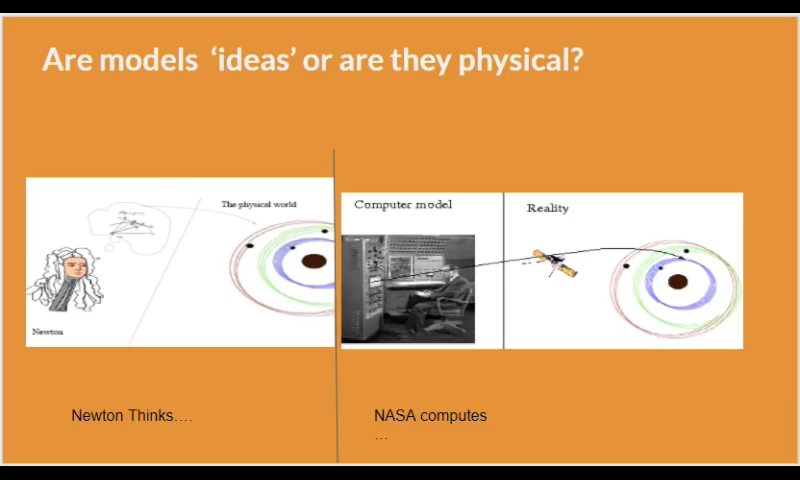 Are models ‘ideas’ or are they physical?
The physical world
Newton
Computer model
Reality
Newton Thinks....
NASA computes
...